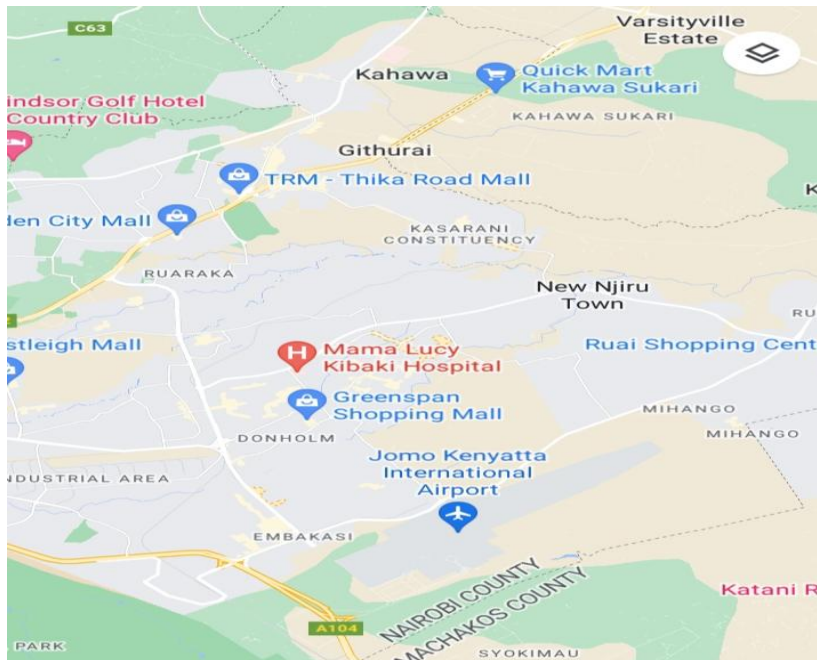 C63
Varsityville
Estate
Kahawa
Quick Mart
Kahawa Sukari
indsor Golf Hotel
Country Club
KAHAWA SUKARI
Githurai
TRM - Thika Road Mall
K
den City Mall
KASARANI
CONSTITUENCY
RUARAKA
New Njiru
Town
RU
stleigh Mall
Mama Lucy
Kibaki Hospital
Ruai Shopping Cent
Greenspan
Shopping Mall
MIHANGO
MIHANGO
DONHOLM
Jomo Kenyatta
International
Airport
NDUSTRIAL AREA
EMBAKASI
NAIROBI COUNTY
MACHAKOS COUNTY
Katani R
A104
PARK
SYOKIMAU